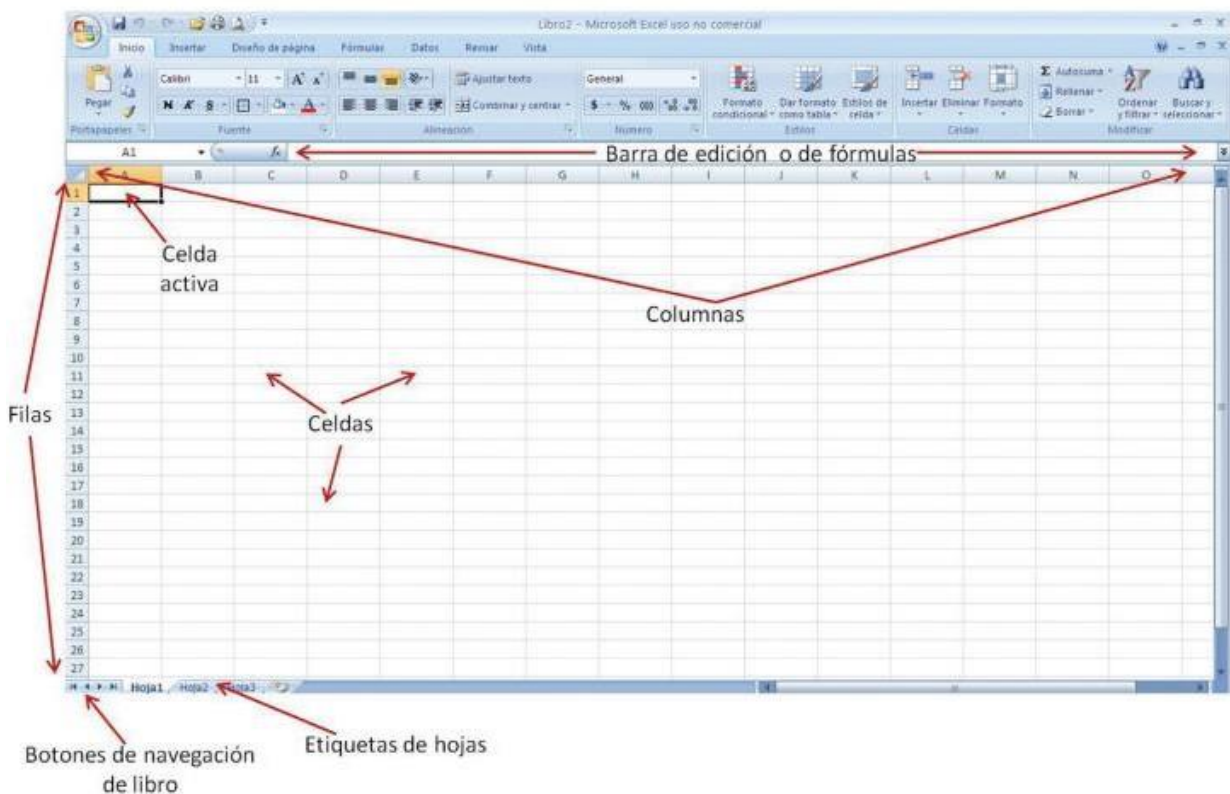 Libro2 - Microsoft Excel uso no comercial
Inicio Insertar Diseño de página Fórmulas Datos Revisar Vista
Pegar
Calibri 11 A A
Ajustar texto
General
N K S A
Combinar y centrar
$ % 000
Formato condicional
Dar formato como tabla
Estilos de celda
Insertar Eliminar Formato
Σ Autosuma
Rellenar
Borrar
Ordenar y filtrar
Buscar y seleccionar
Portapapeles Fuente Alineación Número Estilos Celdas Modificar
A1 fx Barra de edición o de fórmulas
A B C D E F G H I J K L M N O
1
2
3
4
5
6
7
8
9
10
11
12
13
14
15
16
17
18
19
20
21
22
23
24
25
26
27
Celda
activa
Columnas
Filas
Celdas
Hoja1 Hoja2 Hoja3
Botones de navegación
de libro
Etiquetas de hojas